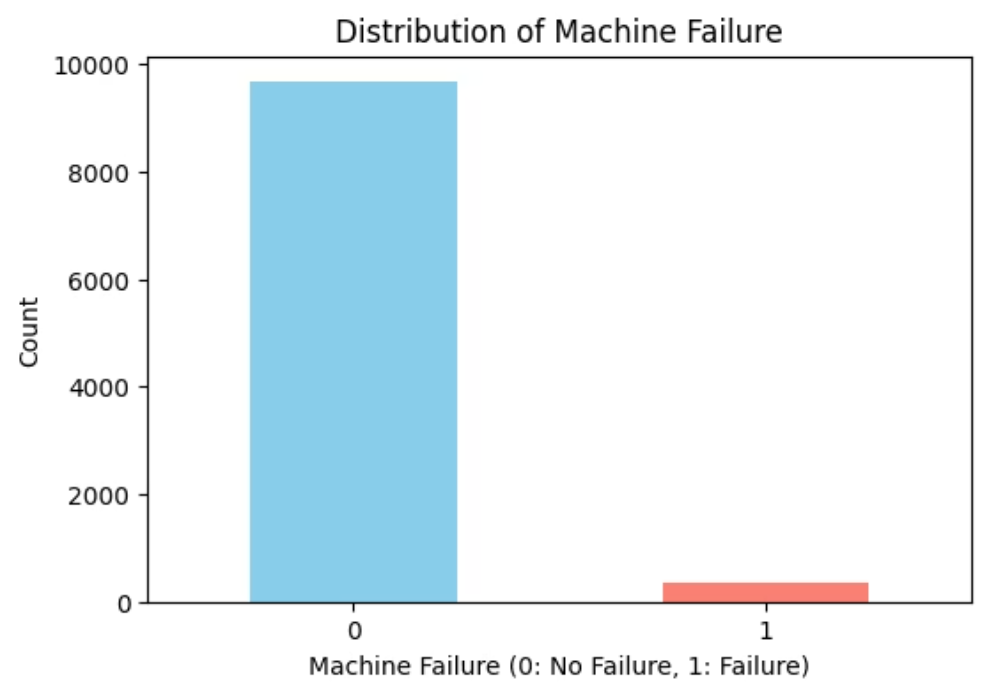 Distribution of Machine Failure
10000
8000
6000
4000
2000
0
Count
0 1
Machine Failure (0: No Failure, 1: Failure)